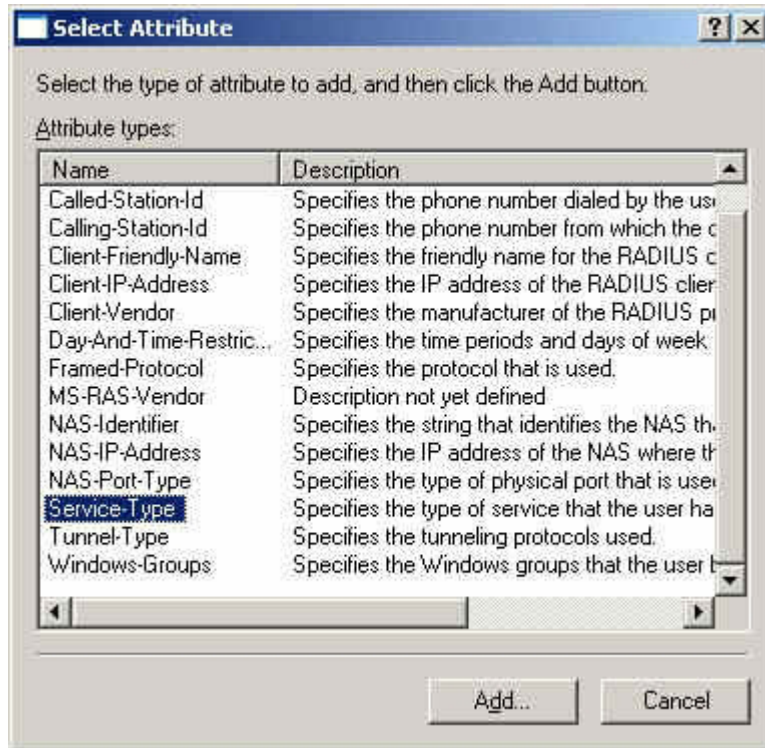 Select Attribute
Select the type of attribute to add, and then click the Add button.
Attribute types:
Name Description
Called-Station-Id Specifies the phone number dialed by the use
Calling-Station-Id Specifies the phone number from which the c
Client-Friendly-Name Specifies the friendly name for the RADIUS c
Client-IP-Address Specifies the IP address of the RADIUS clien
Client-Vendor Specifies the manufacturer of the RADIUS pr
Day-And-Time-Restric... Specifies the time periods and days of week
Framed-Protocol Specifies the protocol that is used.
MS-RAS-Vendor Description not yet defined
NAS-Identifier Specifies the string that identifies the NAS tha
NAS-IP-Address Specifies the IP address of the NAS where th
NAS-Port-Type Specifies the type of physical port that is used
Service-Type Specifies the type of service that the user ha
Tunnel-Type Specifies the tunneling protocols used.
Windows-Groups Specifies the Windows groups that the user b
Add... Cancel